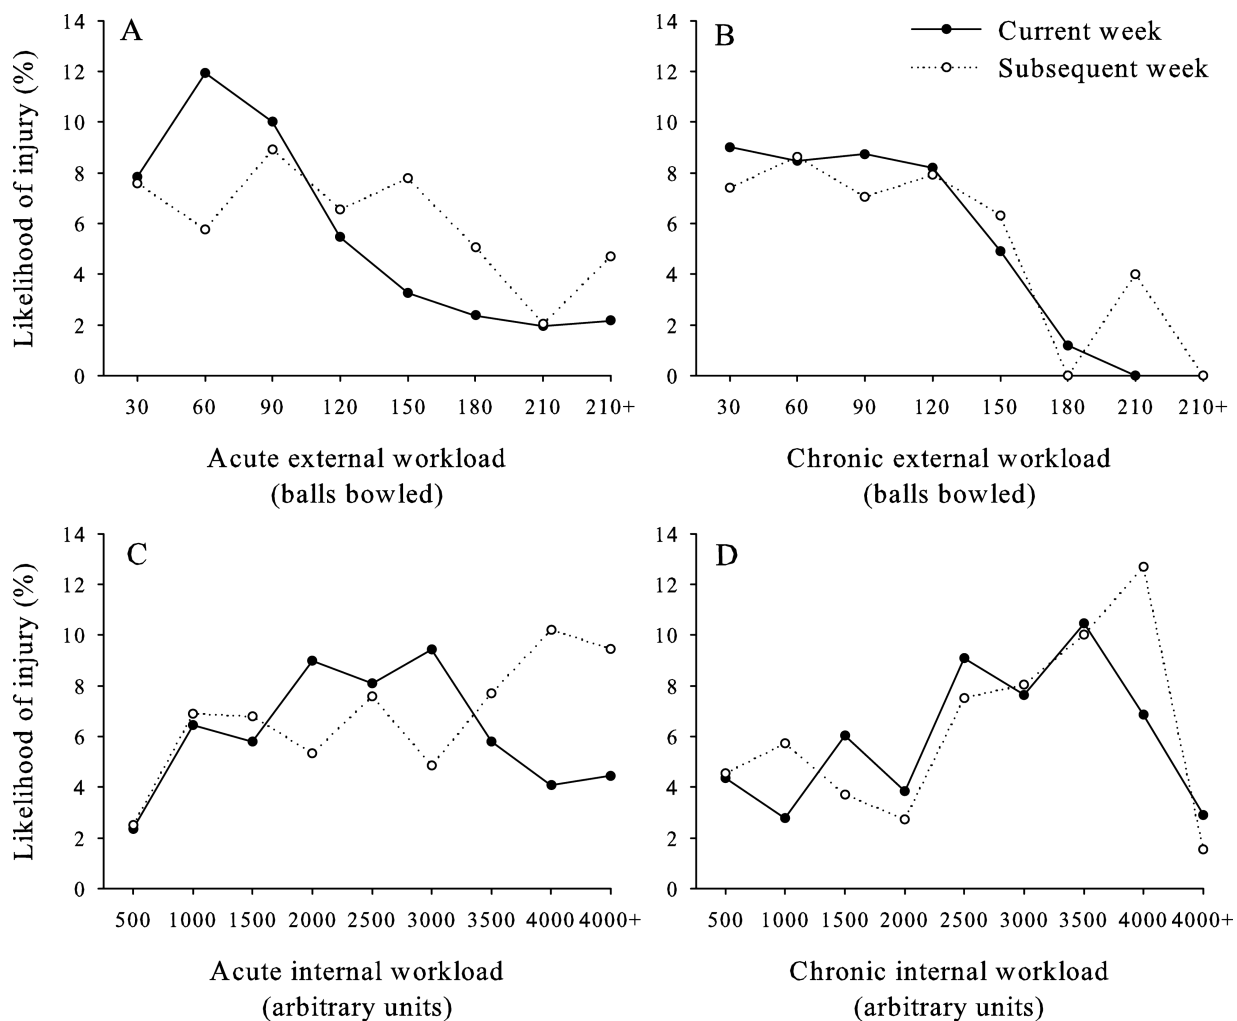 A
Likelihood of injury (%)
14
12
10
8
6
4
2
0
30 60 90 120 150 180 210 210+
Acute external workload
(balls bowled)
B
Current week
Subsequent week
14
12
10
8
6
4
2
0
30 60 90 120 150 180 210 210+
Chronic external workload
(balls bowled)
C
Likelihood of injury (%)
14
12
10
8
6
4
2
0
500 1000 1500 2000 2500 3000 3500 4000 4000+
Acute internal workload
(arbitrary units)
D
14
12
10
8
6
4
2
0
500 1000 1500 2000 2500 3000 3500 4000 4000+
Chronic internal workload
(arbitrary units)